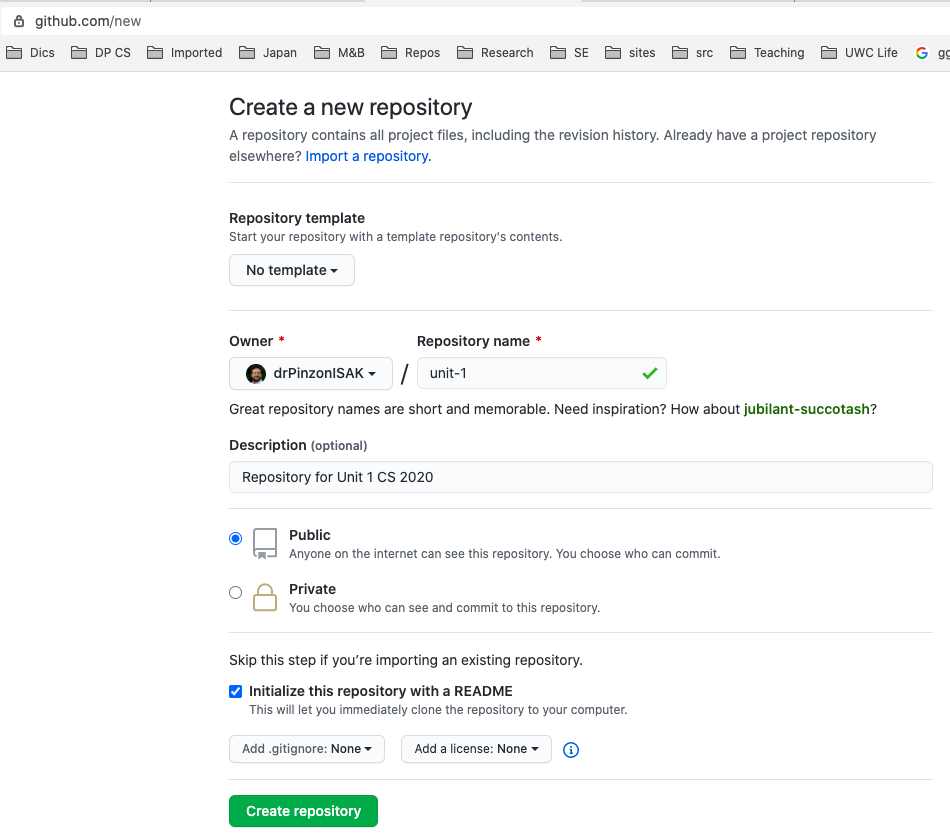 github.com/new
Dics DP CS Imported Japan M&B Repos Research SE sites src Teaching UWC Life
Create a new repository
A repository contains all project files, including the revision history. Already have a project repository
elsewhere? Import a repository.
Repository template
Start your repository with a template repository's contents.
No template
Owner * Repository name *
drPinzonISAK / unit-1
Great repository names are short and memorable. Need inspiration? How about jubilant-succotash?
Description (optional)
Repository for Unit 1 CS 2020
Public
Anyone on the internet can see this repository. You choose who can commit.
Private
You choose who can see and commit to this repository.
Skip this step if you’re importing an existing repository.
Initialize this repository with a README
This will let you immediately clone the repository to your computer.
Add .gitignore: None Add a license: None
Create repository